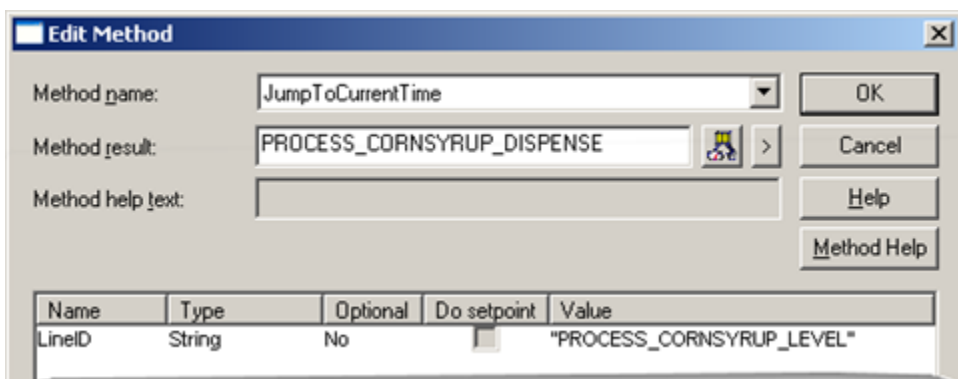 Edit Method
Method name: JumpToCurrentTime OK
Method result: PROCESS_CORNSYRUP_DISPENSE > Cancel
Method help text: Help
Method Help
Name Type Optional Do setpoint Value
LineID String No "PROCESS_CORNSYRUP_LEVEL"